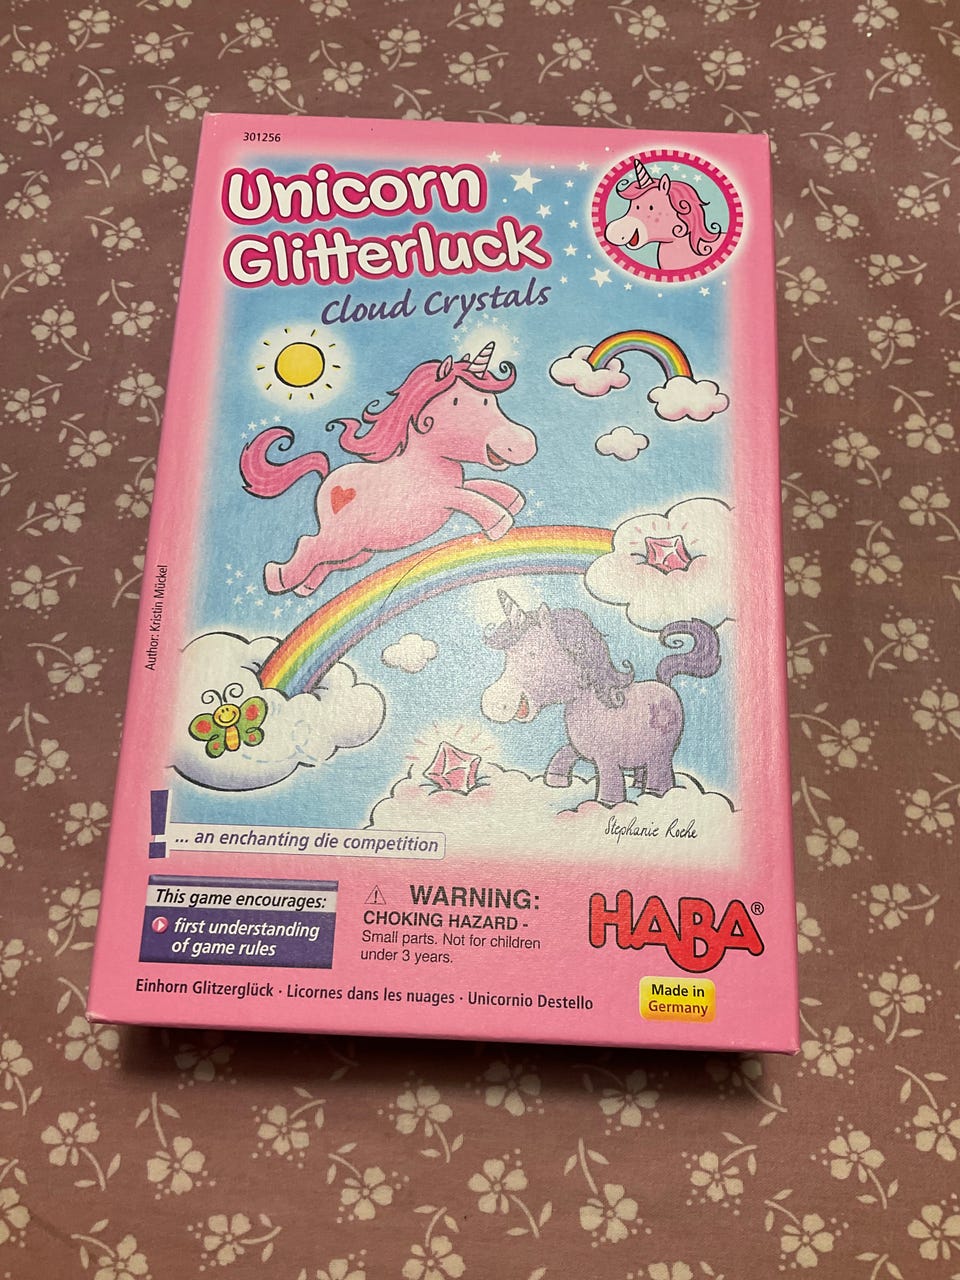 301256
Unicorn
Glitterluck
Cloud Crystals
Author: Kristin Mückel
Stephanie Roche
! ... an enchanting die competition
This game encourages:
first understanding
of game rules
WARNING:
CHOKING HAZARD -
Small parts. Not for children
under 3 years.
HABA®
Made in
Germany
Einhorn Glitzerglück · Licornes dans les nuages · Unicornio Destello